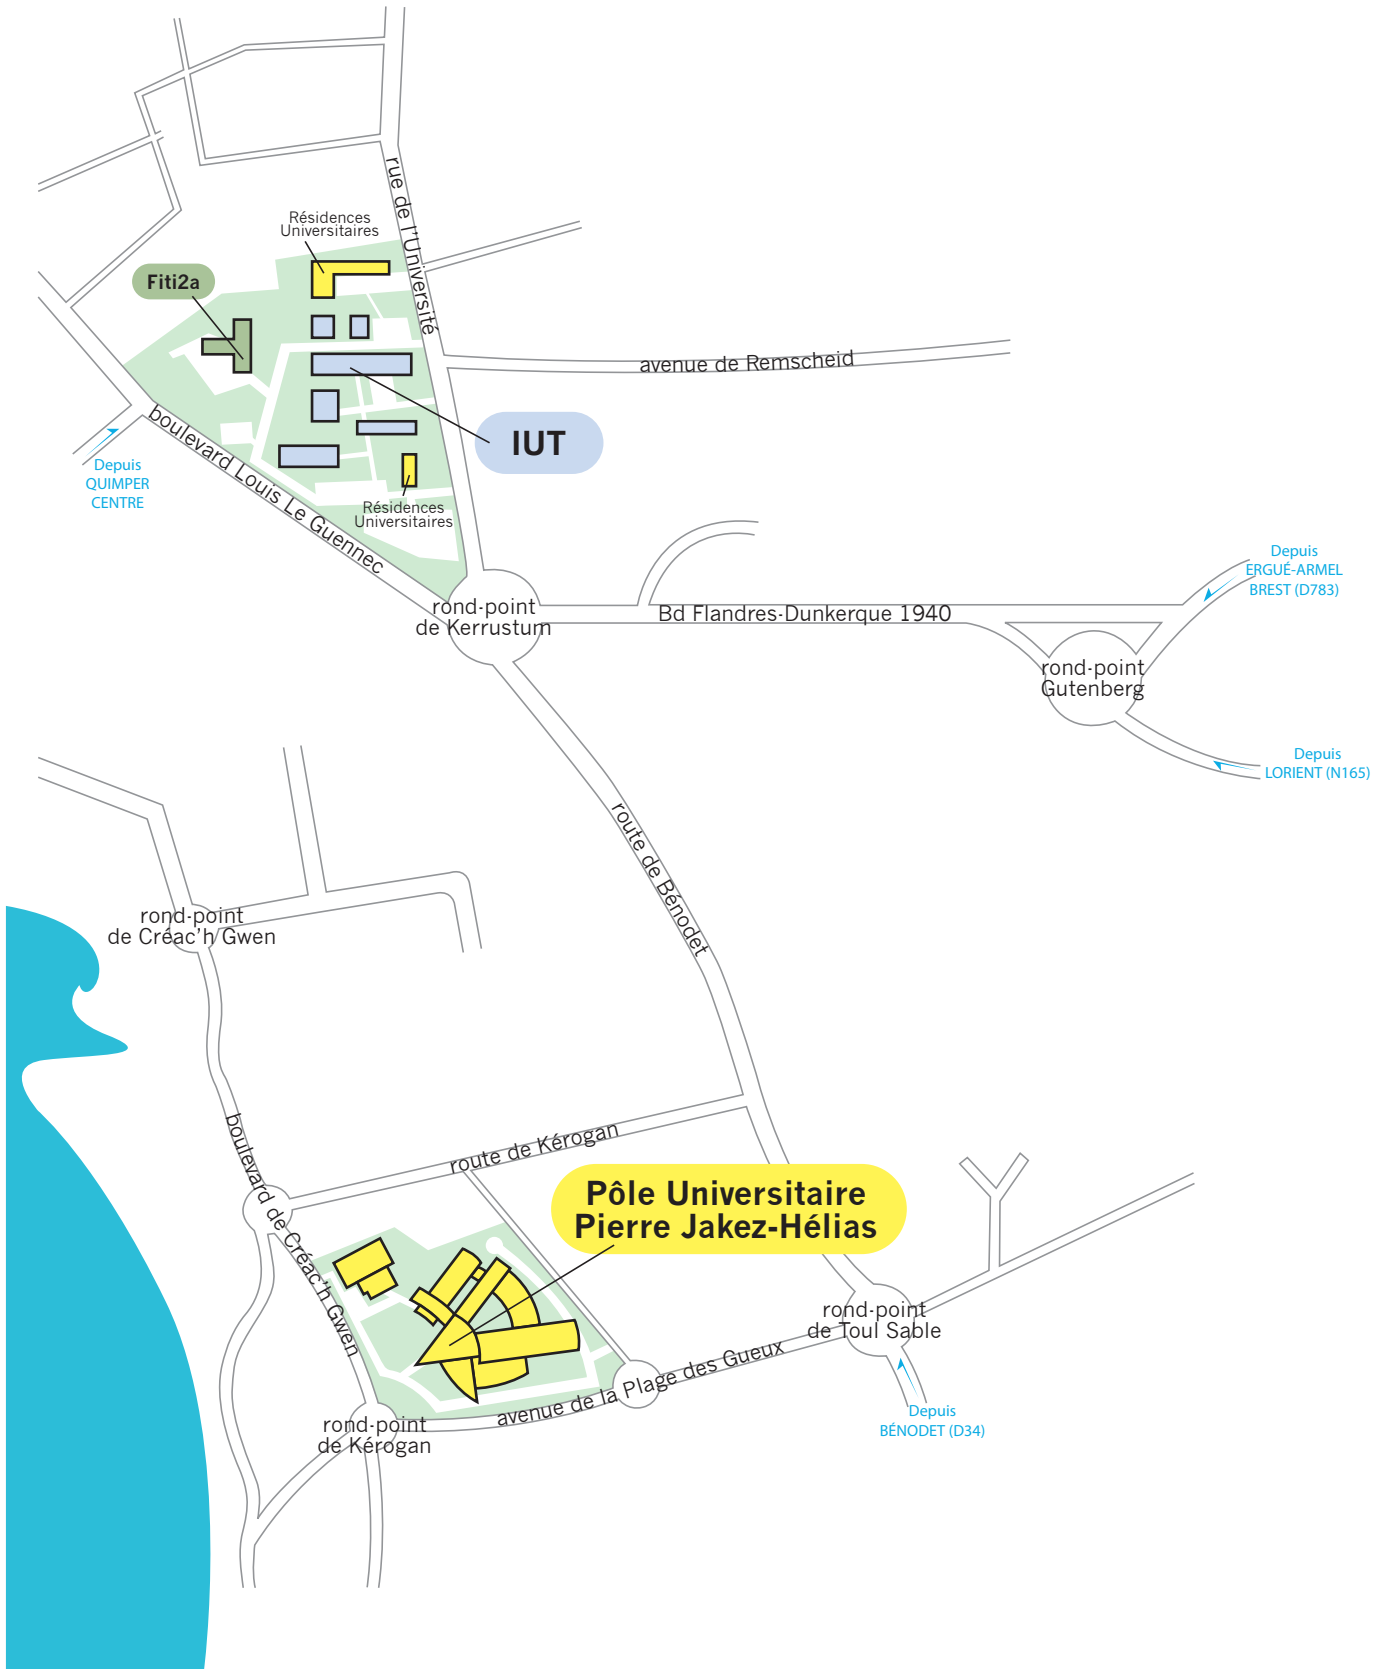 rue de l'Université
Résidences
Universitaires
Fiti2a
avenue de Remscheid
boulevard Louis Le Guennec
IUT
Depuis
QUIMPER
CENTRE
Résidences
Universitaires
Depuis
ERGUÉ-ARMEL
BREST (D783)
rond-point
de Kerrustum
Bd Flandres-Dunkerque 1940
rond-point
Gutenberg
Depuis
LORIENT (N165)
route de Bénodet
rond-point
de Créac'h Gwen
boulevard de Créac'h Gwen
route de Kérogan
Pôle Universitaire
Pierre Jakez-Hélias
rond-point
de Toul Sable
avenue de la Plage des Gueux
Depuis
BÉNODET (D34)
rond-point
de Kérogan